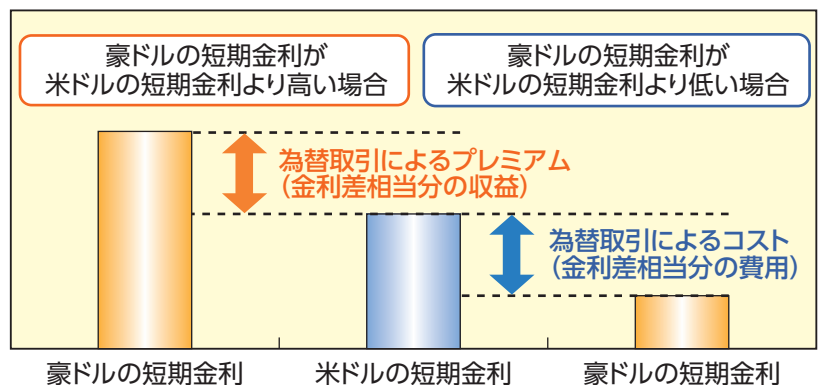 豪ドルの短期金利が
米ドルの短期金利より高い場合
豪ドルの短期金利が
米ドルの短期金利より低い場合
為替取引によるプレミアム
（金利差相当分の収益）
為替取引によるコスト
（金利差相当分の費用）
豪ドルの短期金利
米ドルの短期金利
豪ドルの短期金利